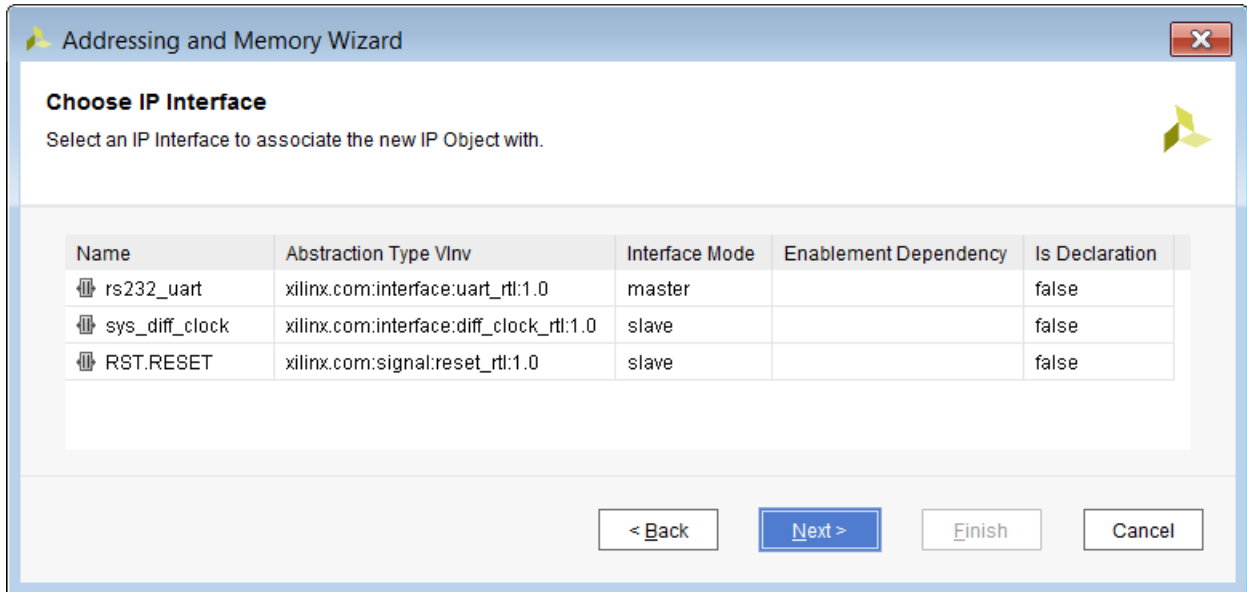 Addressing and Memory Wizard
Choose IP Interface
Select an IP Interface to associate the new IP Object with.
Name Abstraction Type Vlnv Interface Mode Enablement Dependency Is Declaration
rs232_uart xilinx.com:interface:uart_rtl:1.0 master false
sys_diff_clock xilinx.com:interface:diff_clock_rtl:1.0 slave false
RST.RESET xilinx.com:signal:reset_rtl:1.0 slave false
< Back Next > Finish Cancel